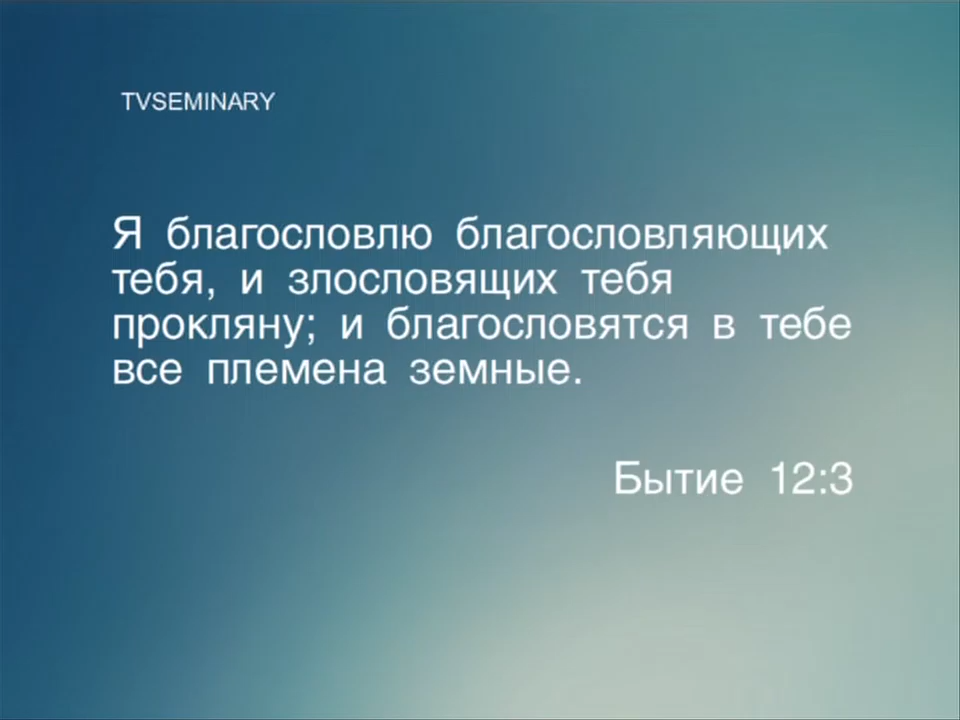 TVSEMINARY
Я благословлю благословляющих
тебя, и злословящих тебя
прокляну; и благословятся в тебе
все племена земные.
Бытие 12:3